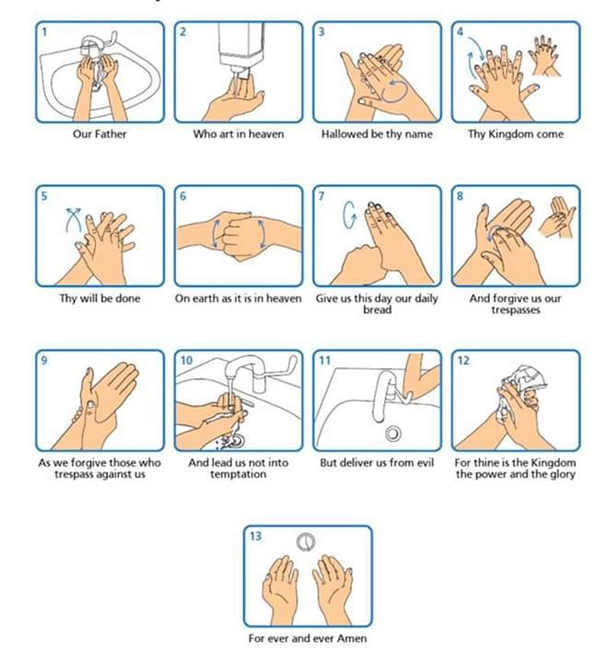 1
Our Father
2
Who art in heaven
3
Hallowed be thy name
4
Thy Kingdom come
5
Thy will be done
6
On earth as it is in heaven
7
Give us this day our daily
bread
8
And forgive us our
trespasses
9
As we forgive those who
trespass against us
10
And lead us not into
temptation
11
But deliver us from evil
12
For thine is the Kingdom
the power and the glory
13
For ever and ever Amen